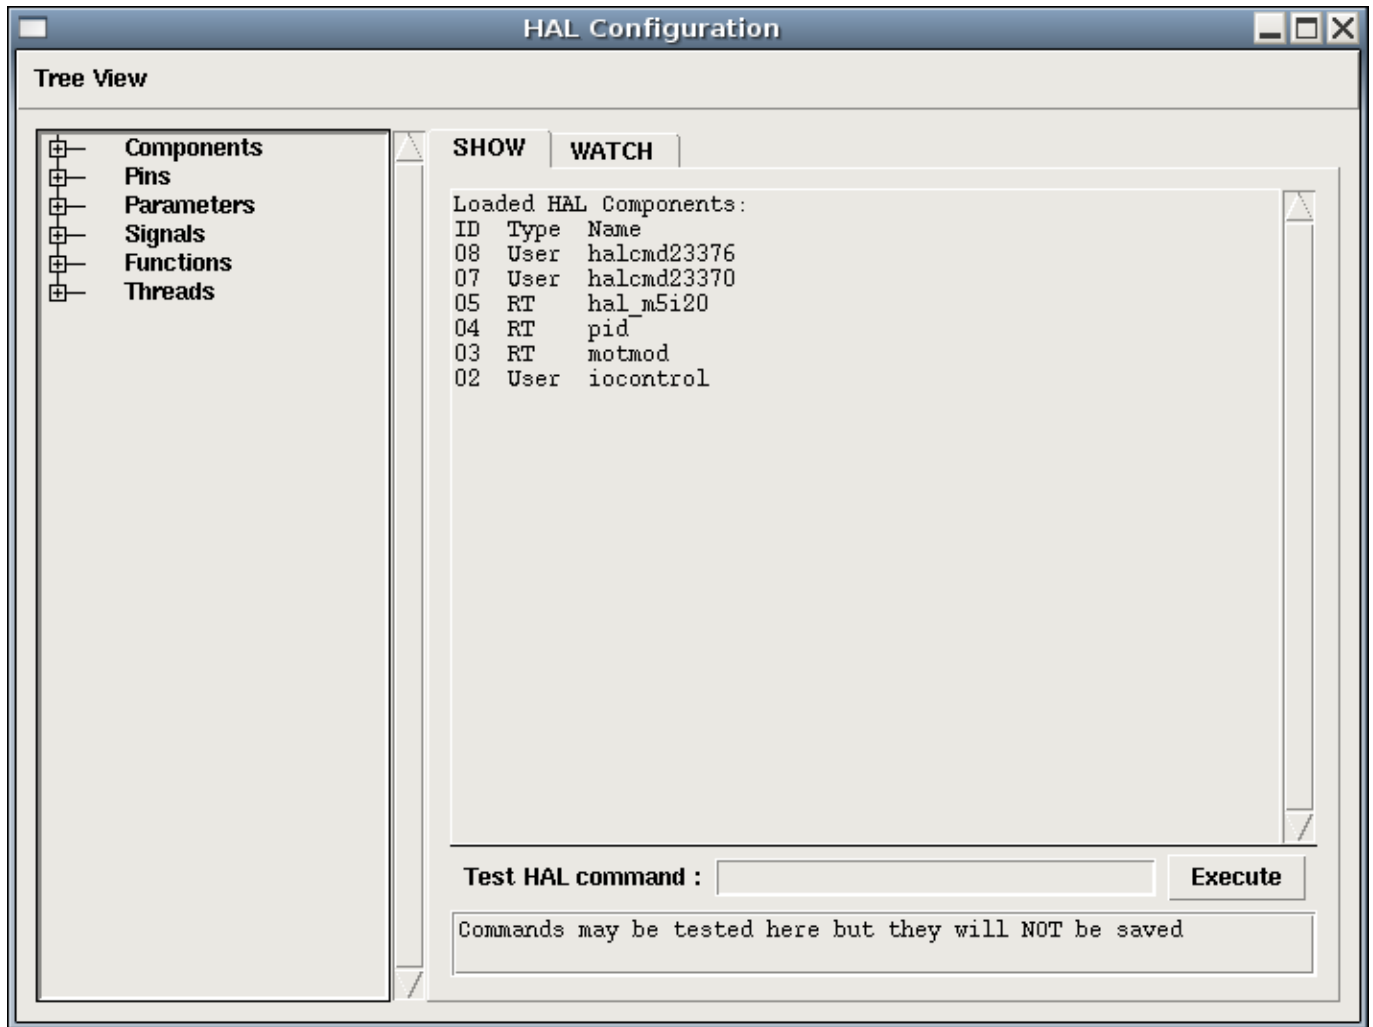 HAL Configuration
Tree View
Components
Pins
Parameters
Signals
Functions
Threads
SHOW WATCH
Loaded HAL Components:
ID Type Name
08 User halcmd23376
07 User halcmd23370
05 RT hal_m5i20
04 RT pid
03 RT motmod
02 User iocontrol
Test HAL command : Execute
Commands may be tested here but they will NOT be saved